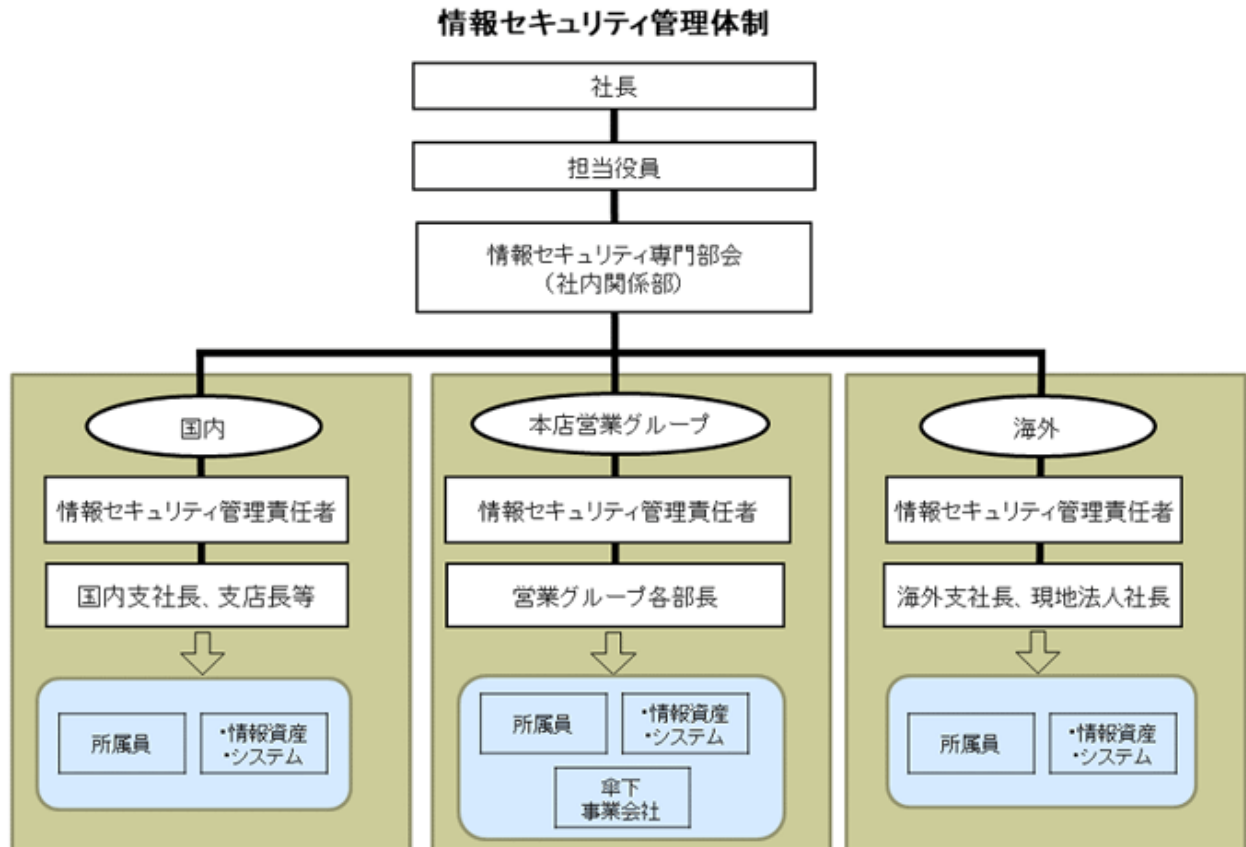 情報セキュリティ管理体制
社長
担当役員
情報セキュリティ専門部会
（社内関係部）
国内
情報セキュリティ管理責任者
国内支社長、支店長等
所属員
・情報資産
・システム
本店営業グループ
情報セキュリティ管理責任者
営業グループ各部長
所属員
・情報資産
・システム
傘下
事業会社
海外
情報セキュリティ管理責任者
海外支社長、現地法人社長
所属員
・情報資産
・システム